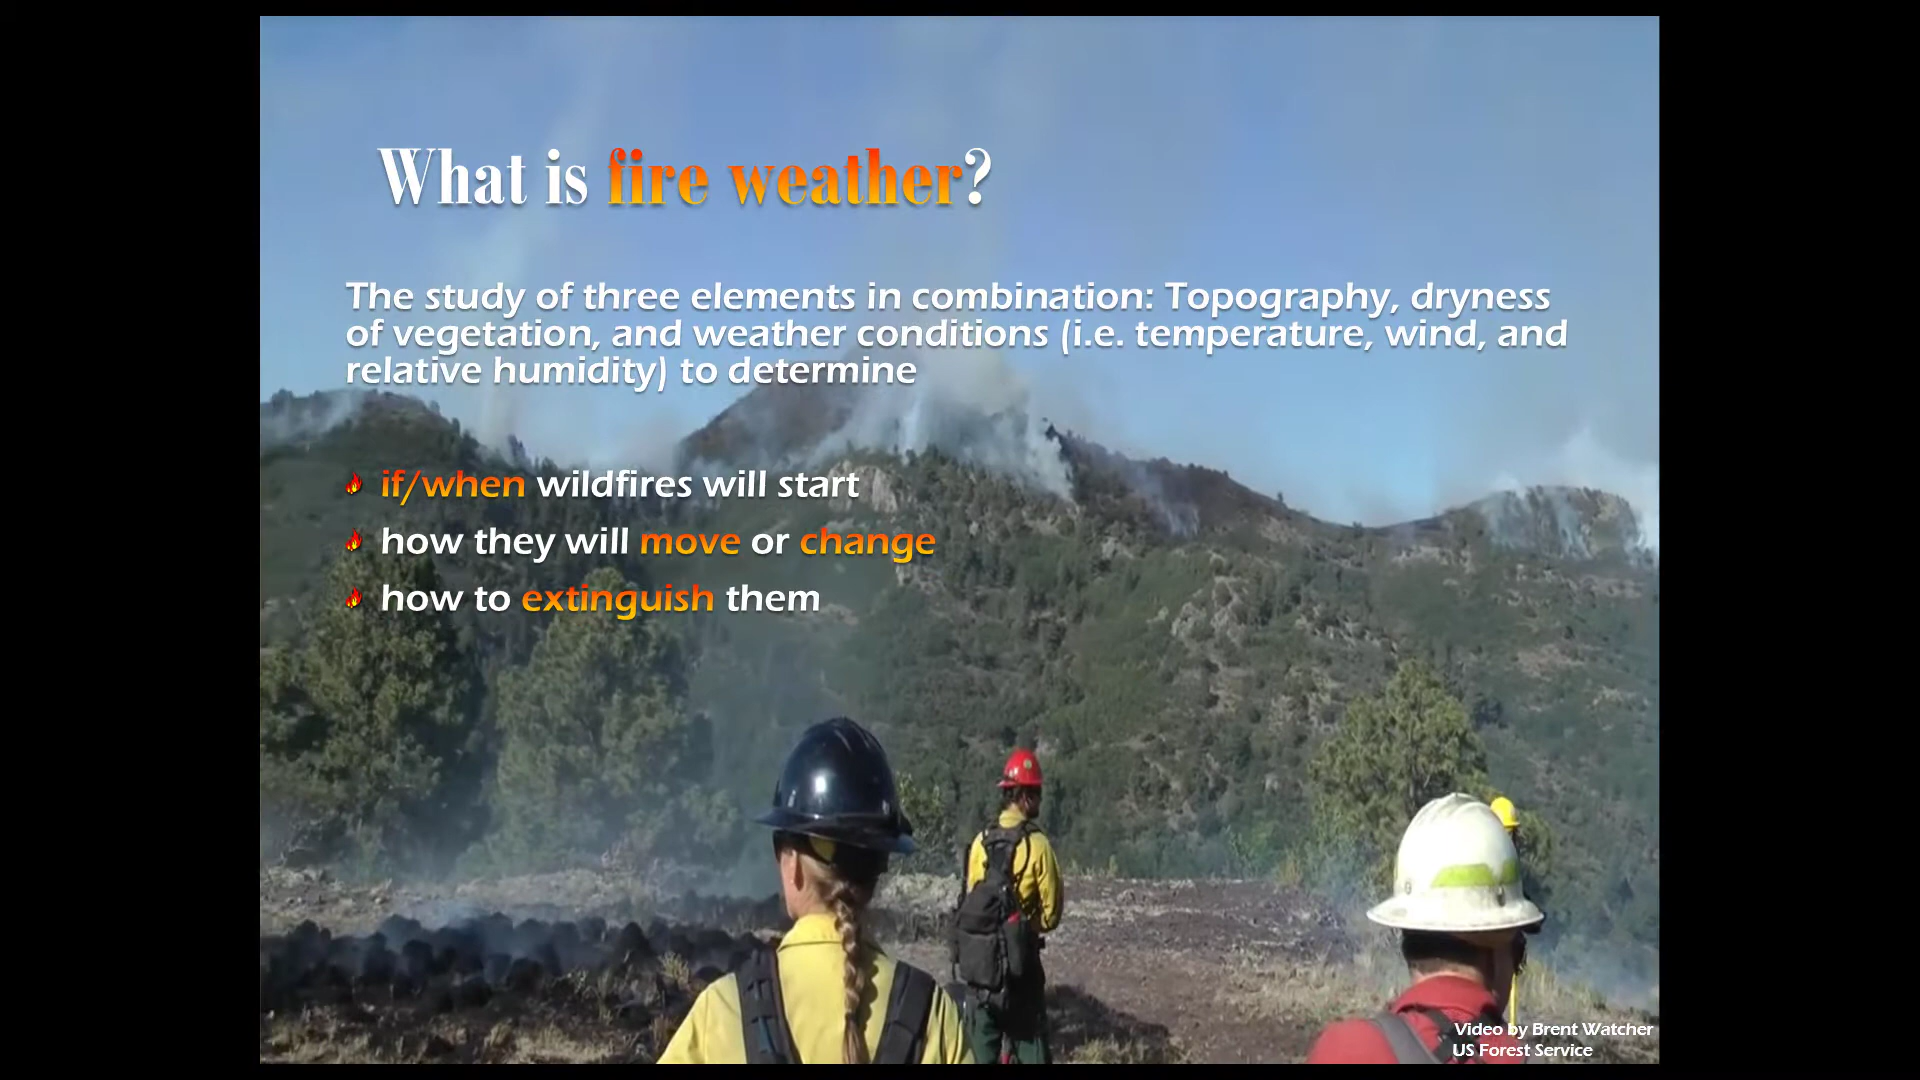 What is fire weather?
The study of three elements in combination: Topography, dryness
of vegetation, and weather conditions (i.e. temperature, wind, and
relative humidity) to determine
if/when wildfires will start
how they will move or change
how to extinguish them
Video by Brent Watcher
US Forest Service